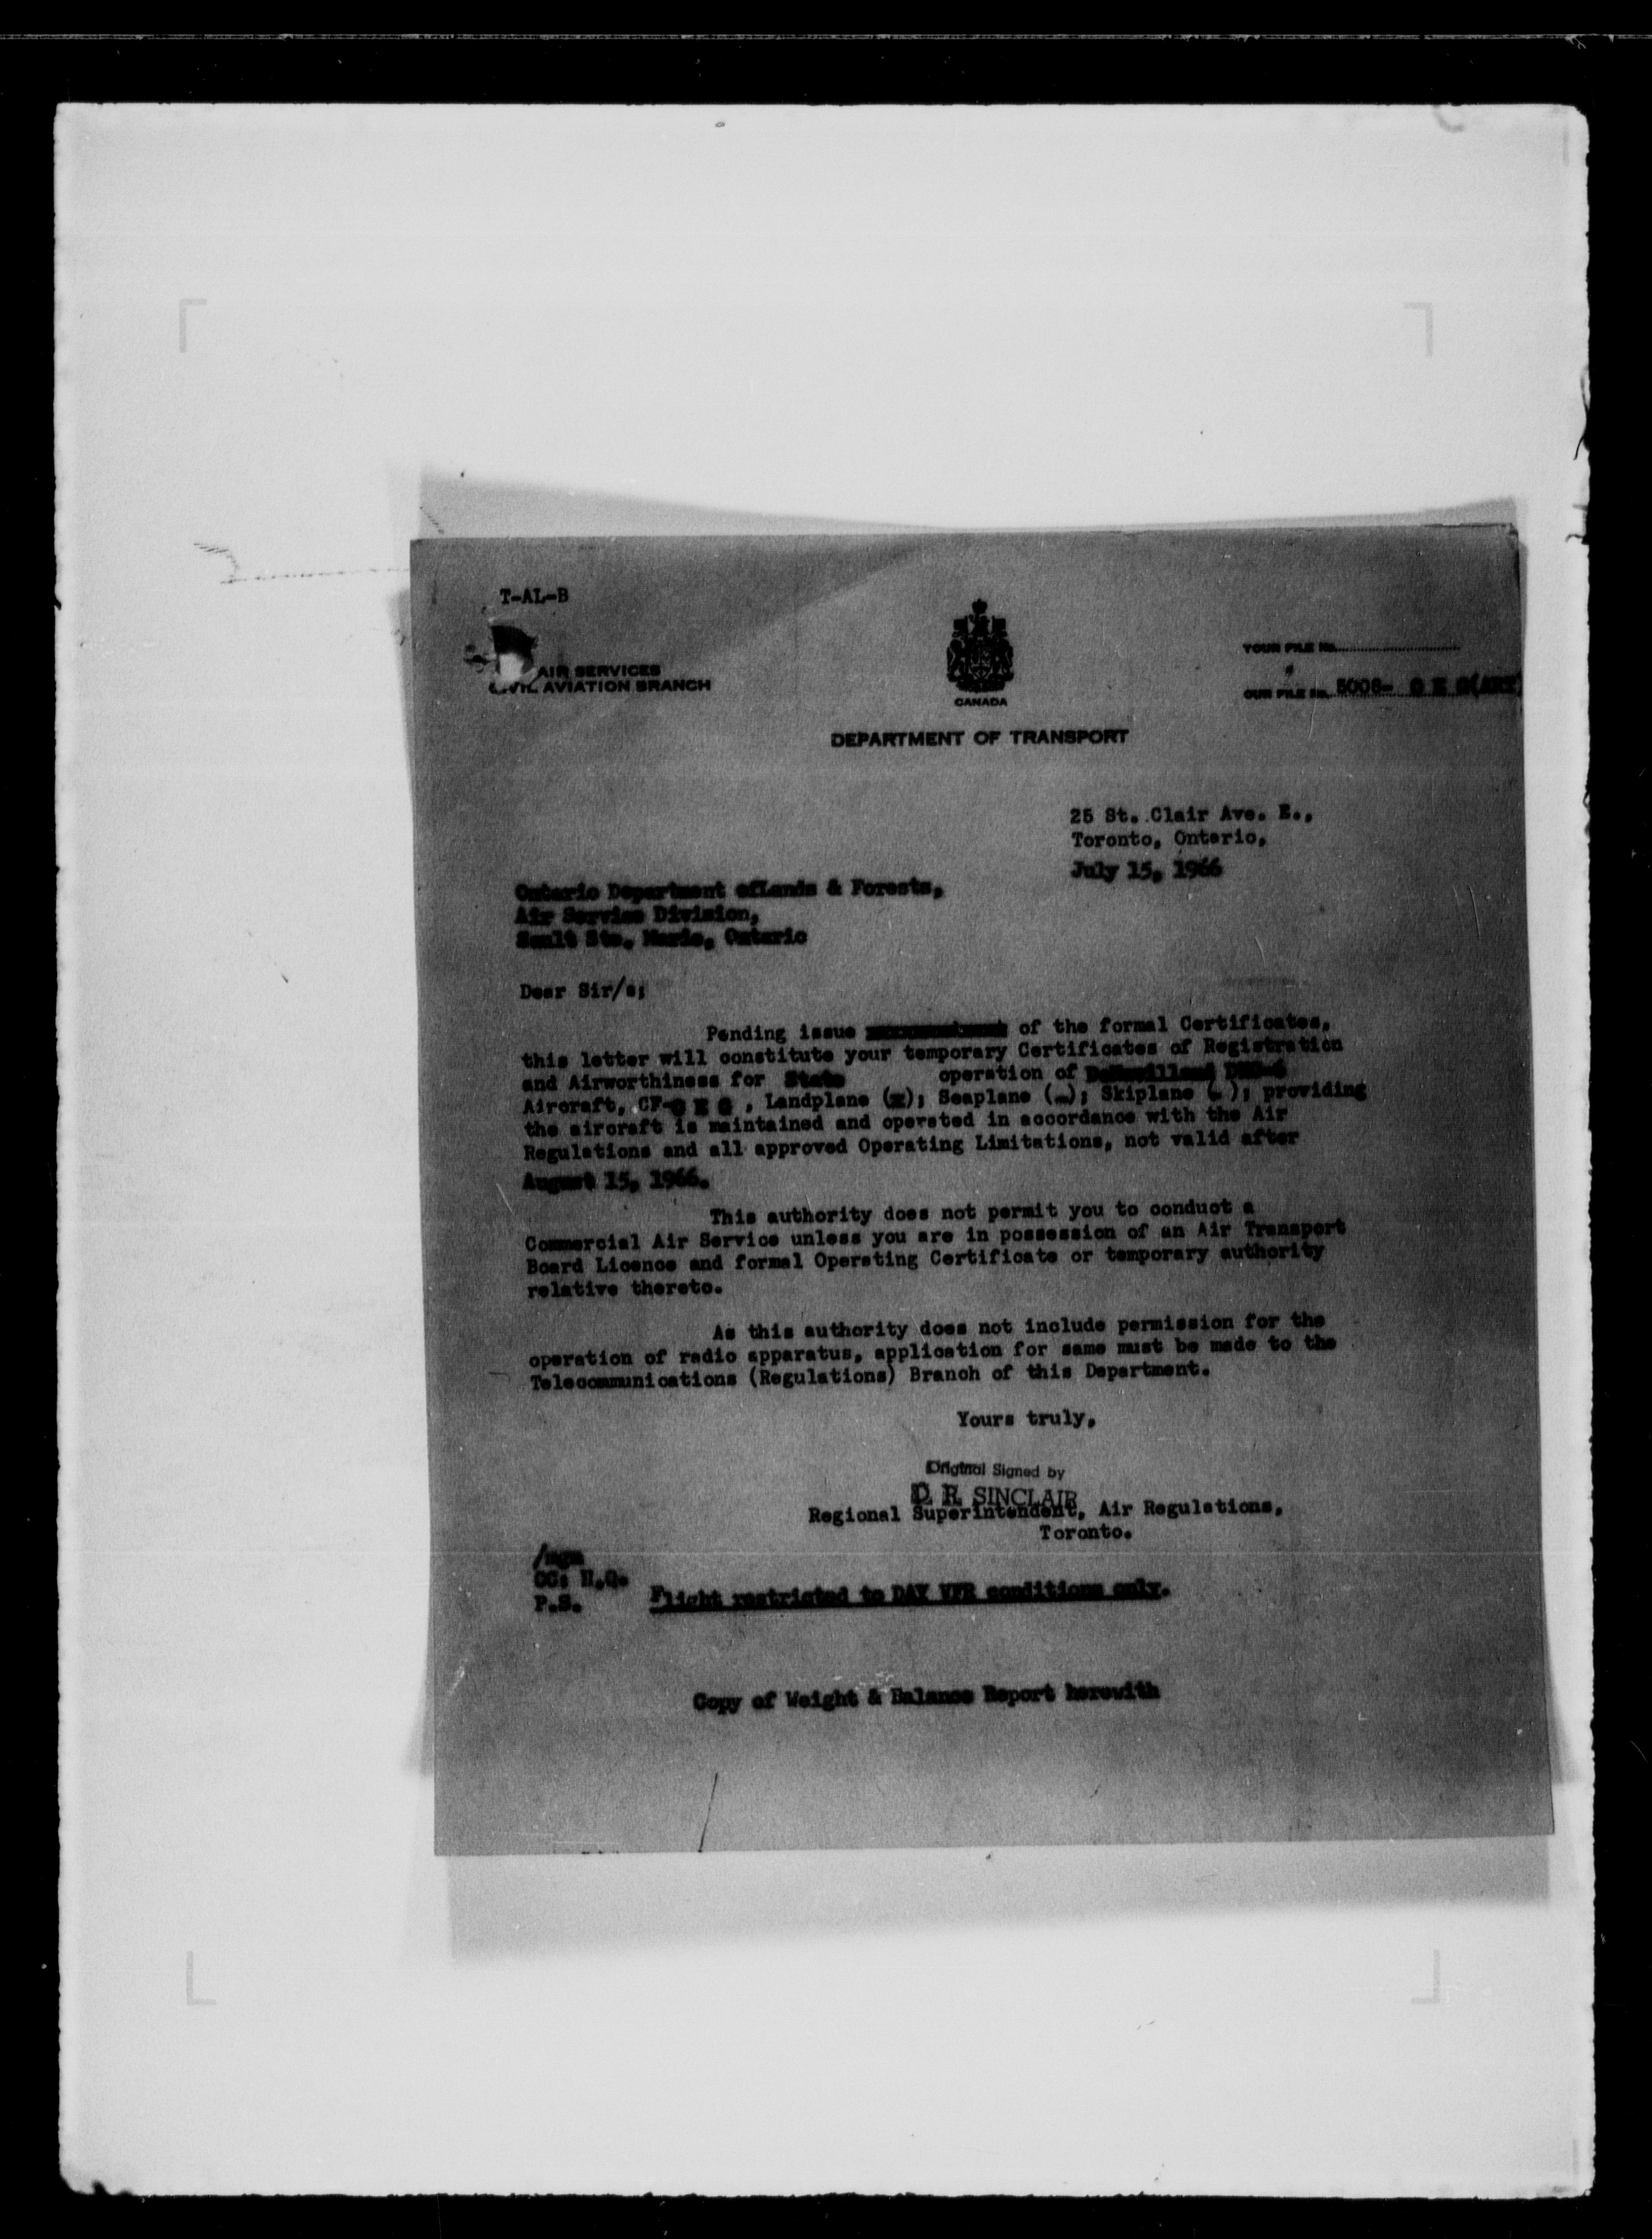 T-AL-B
AIR SERVICES
CIVIL AVIATION BRANCH
CANADA
YOUR FILE No.
OUR FILE No. 5008-
DEPARTMENT OF TRANSPORT
25 St. Clair Ave. E.,
Toronto, Ontario,
July 15, 1966
Ontario Department ofLands & Forests,
Air Service Division,
Sault Ste. Marie, Ontario
Dear Sir/s;
Pending issue of the formal Certificates,
this letter will constitute your temporary Certificates of Registration
and Airworthiness for State operation of DeHavilland
Aircraft, CF- , Landplane (x); Seaplane (-); Skiplane (-); providing
the aircraft is maintained and operated in accordance with the Air
Regulations and all approved Operating Limitations, not valid after
August 15, 1966.
This authority does not permit you to conduct a
Commercial Air Service unless you are in possession of an Air Transport
Board Licence and formal Operating Certificate or temporary authority
relative thereto.
As this authority does not include permission for the
operation of radio apparatus, application for same must be made to the
Telecommunications (Regulations) Branch of this Department.
Yours truly,
Original Signed by
D. R. SINCLAIR
Regional Superintendent, Air Regulations,
Toronto.
CC: H.Q.
P.S. Flight restricted to DAY VFR conditions only.
Copy of Weight & Balance Report herewith